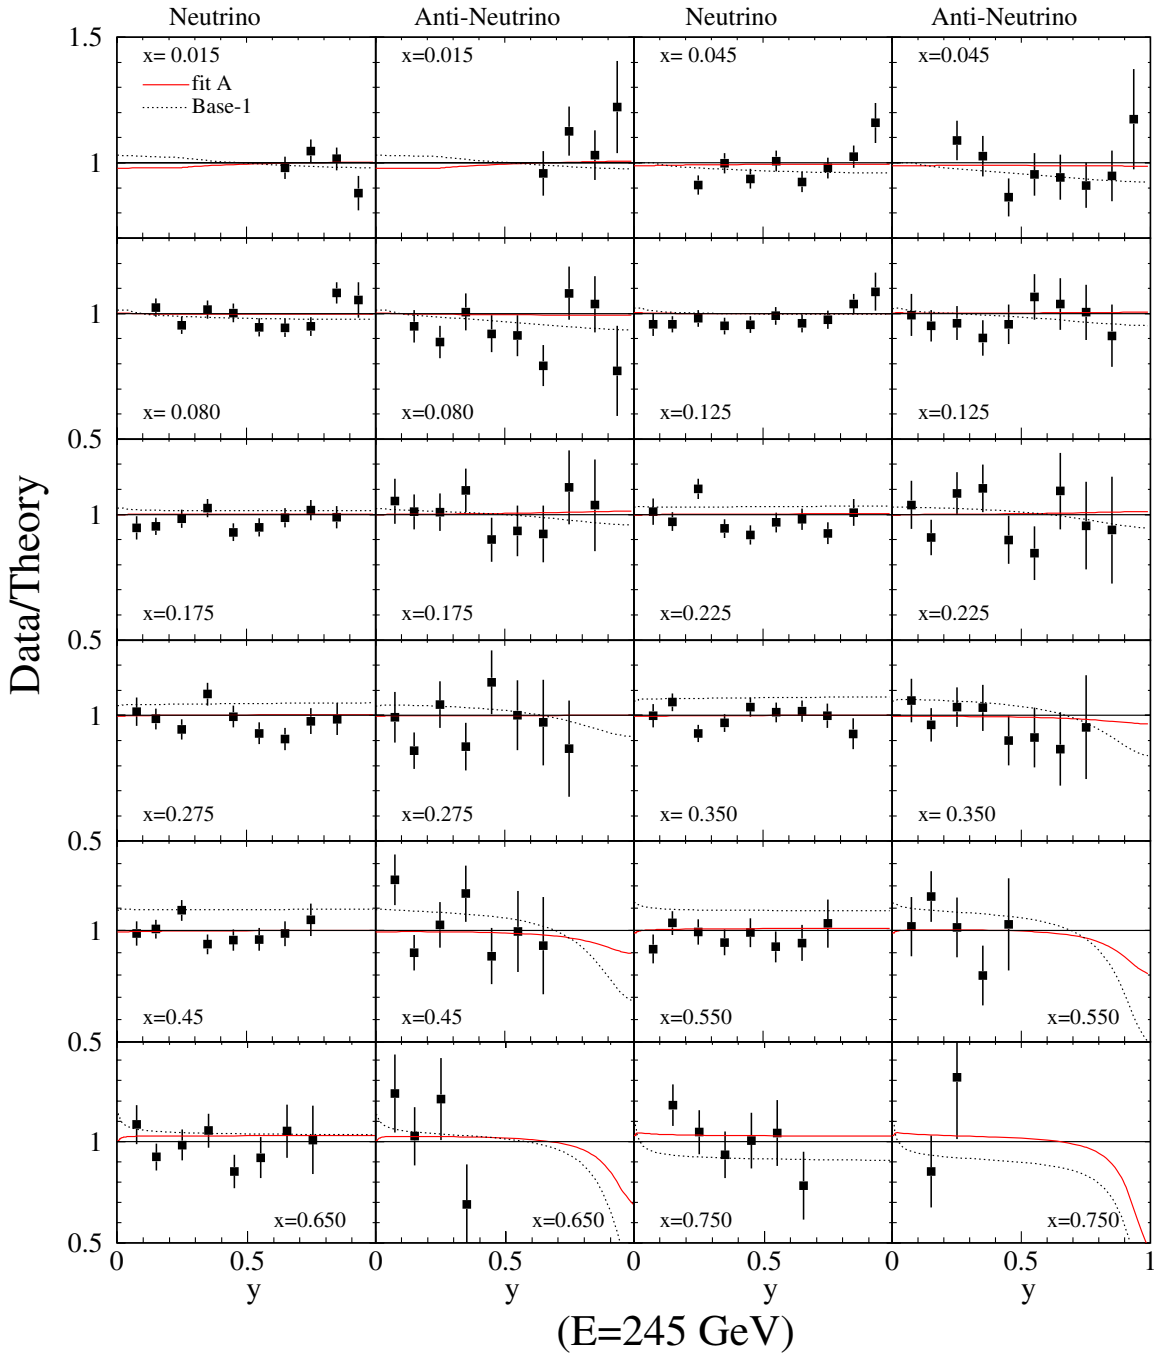 Neutrino Anti-Neutrino Neutrino Anti-Neutrino
1.5
x= 0.015 x=0.015 x=0.045 x=0.045
fit A
Base-1
1
1
x= 0.080 x=0.080 x=0.125 x=0.125
0.5
1
x=0.175 x=0.175 x=0.225 x=0.225
0.5
1
x=0.275 x=0.275 x= 0.350 x= 0.350
0.5
1
x=0.45 x=0.45 x=0.550 x=0.550
0.5
1
x=0.650 x=0.650 x=0.750 x=0.750
0.5
0 0.5 0 0.5 0 0.5 0 0.5 1
y y y y
Data/Theory
(E=245 GeV)